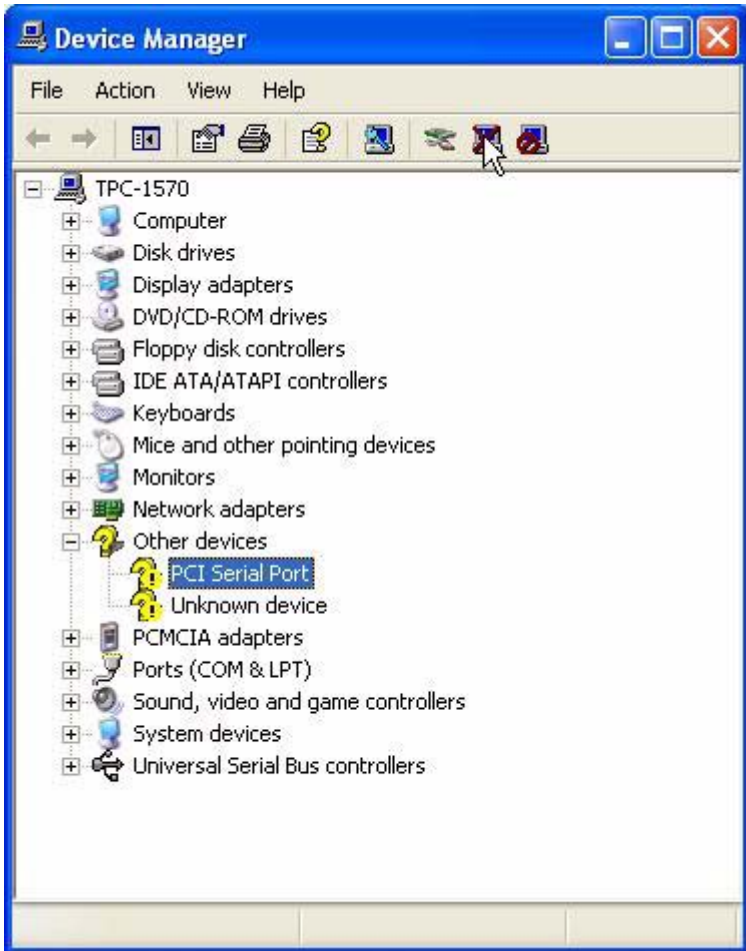 Device Manager
File Action View Help
TPC-1570
Computer
Disk drives
Display adapters
DVD/CD-ROM drives
Floppy disk controllers
IDE ATA/ATAPI controllers
Keyboards
Mice and other pointing devices
Monitors
Network adapters
Other devices
PCI Serial Port
Unknown device
PCMCIA adapters
Ports (COM & LPT)
Sound, video and game controllers
System devices
Universal Serial Bus controllers